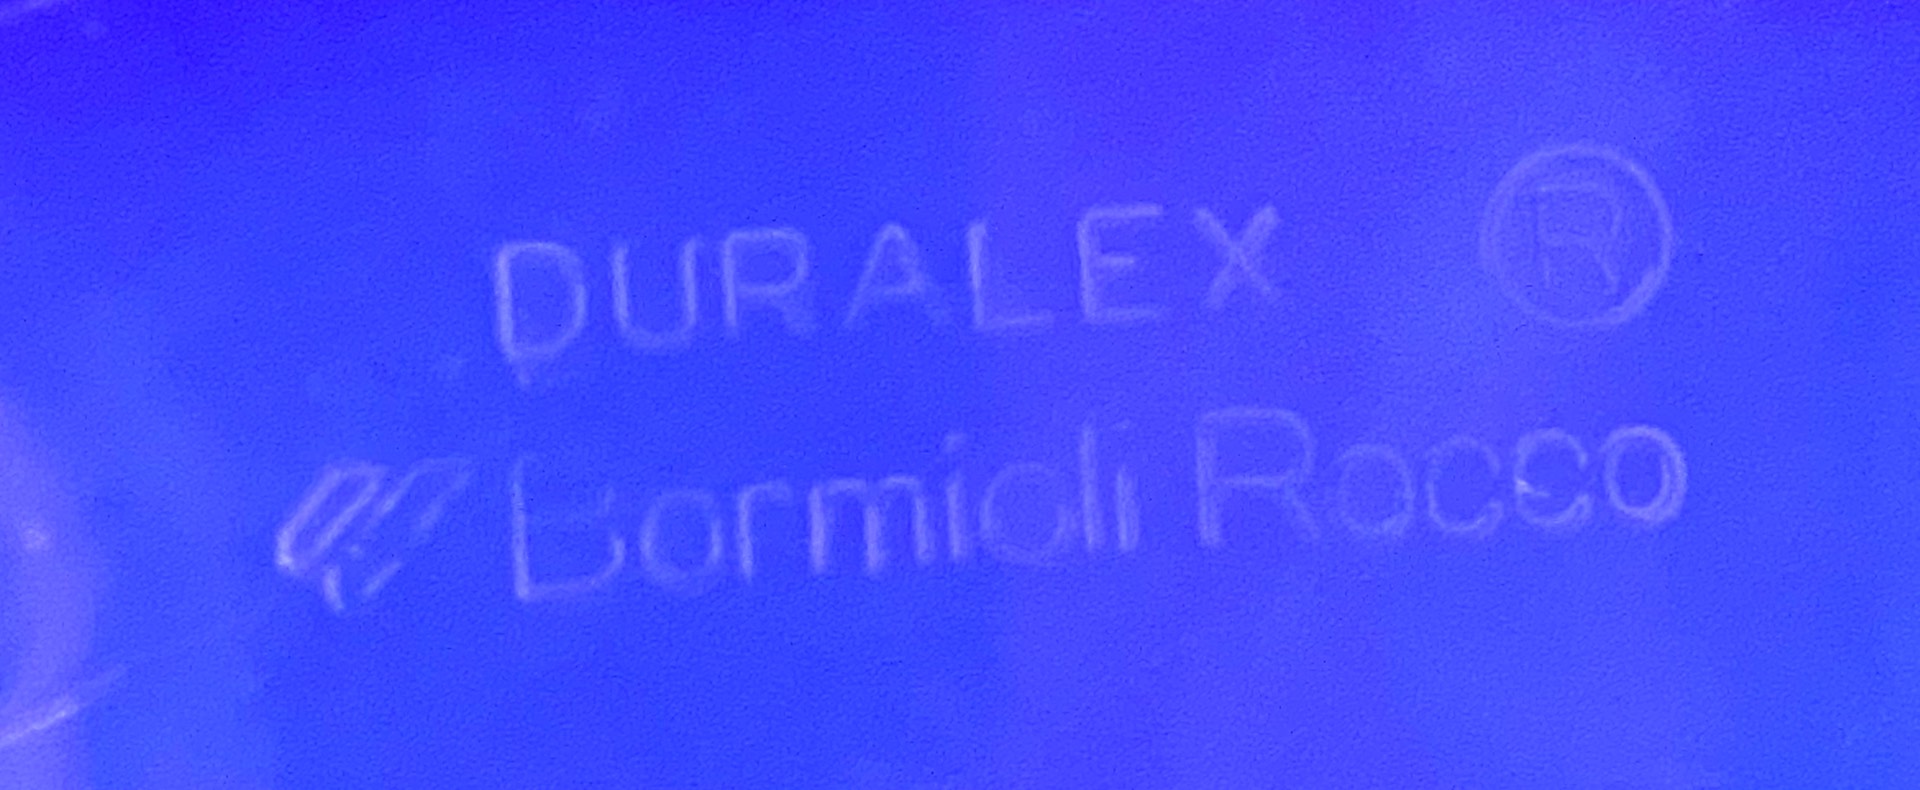 DURALEX ®
Bormioli Rocco